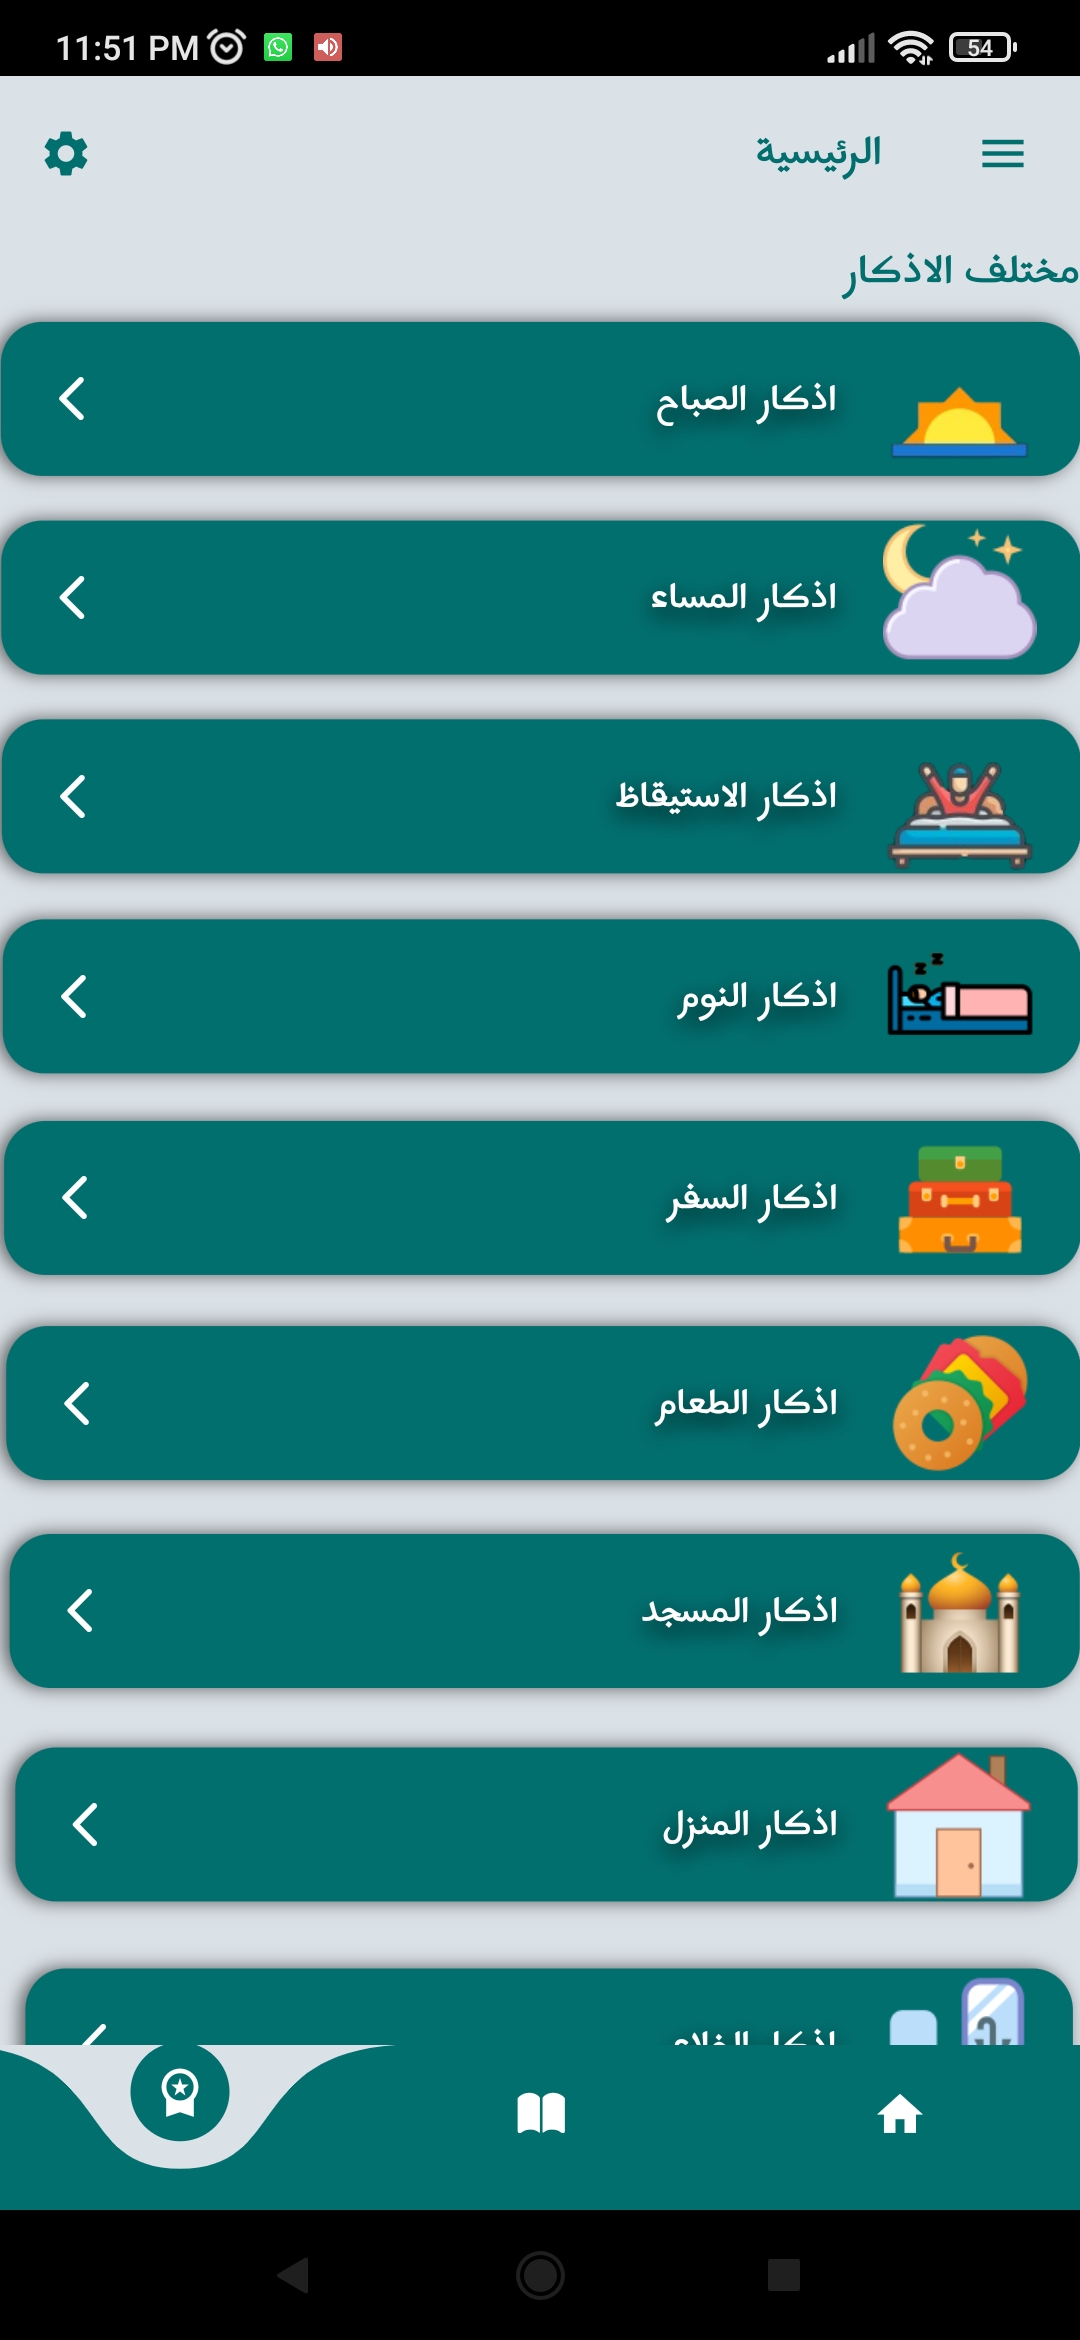 11:51 PM
54
الرئيسية
مختلف الاذكار
اذكار الصباح
اذكار المساء
اذكار الاستيقاظ
اذكار النوم
اذكار السفر
اذكار الطعام
اذكار المسجد
اذكار المنزل
اذكار